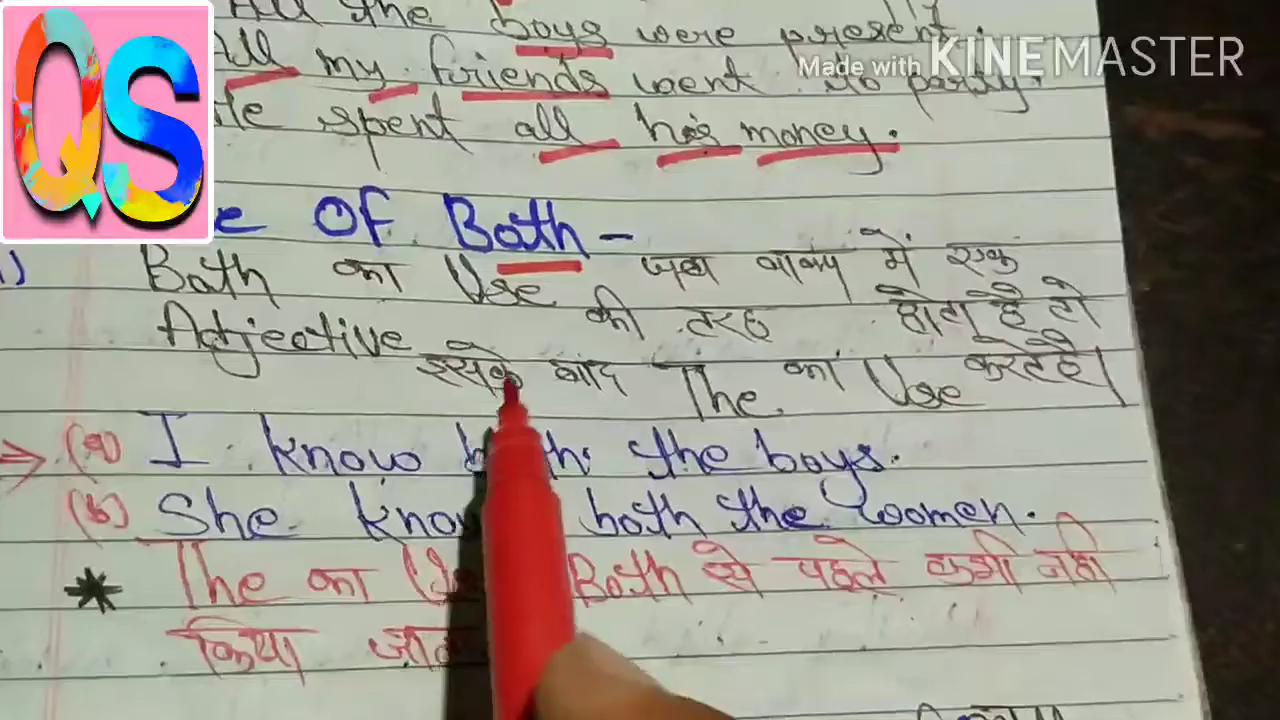 All the boys were present.
All my friends went to party.
He spent all his money.
Of Both -
Both का Use जब वाक्य में एक
Adjective की तरह होता है तो
इसके बाद The का Use करते है।
(a) I know the boys.
(b) She both the women.
* The का Both से पहले कभी नही
किया
QS
Made with KINEMASTER